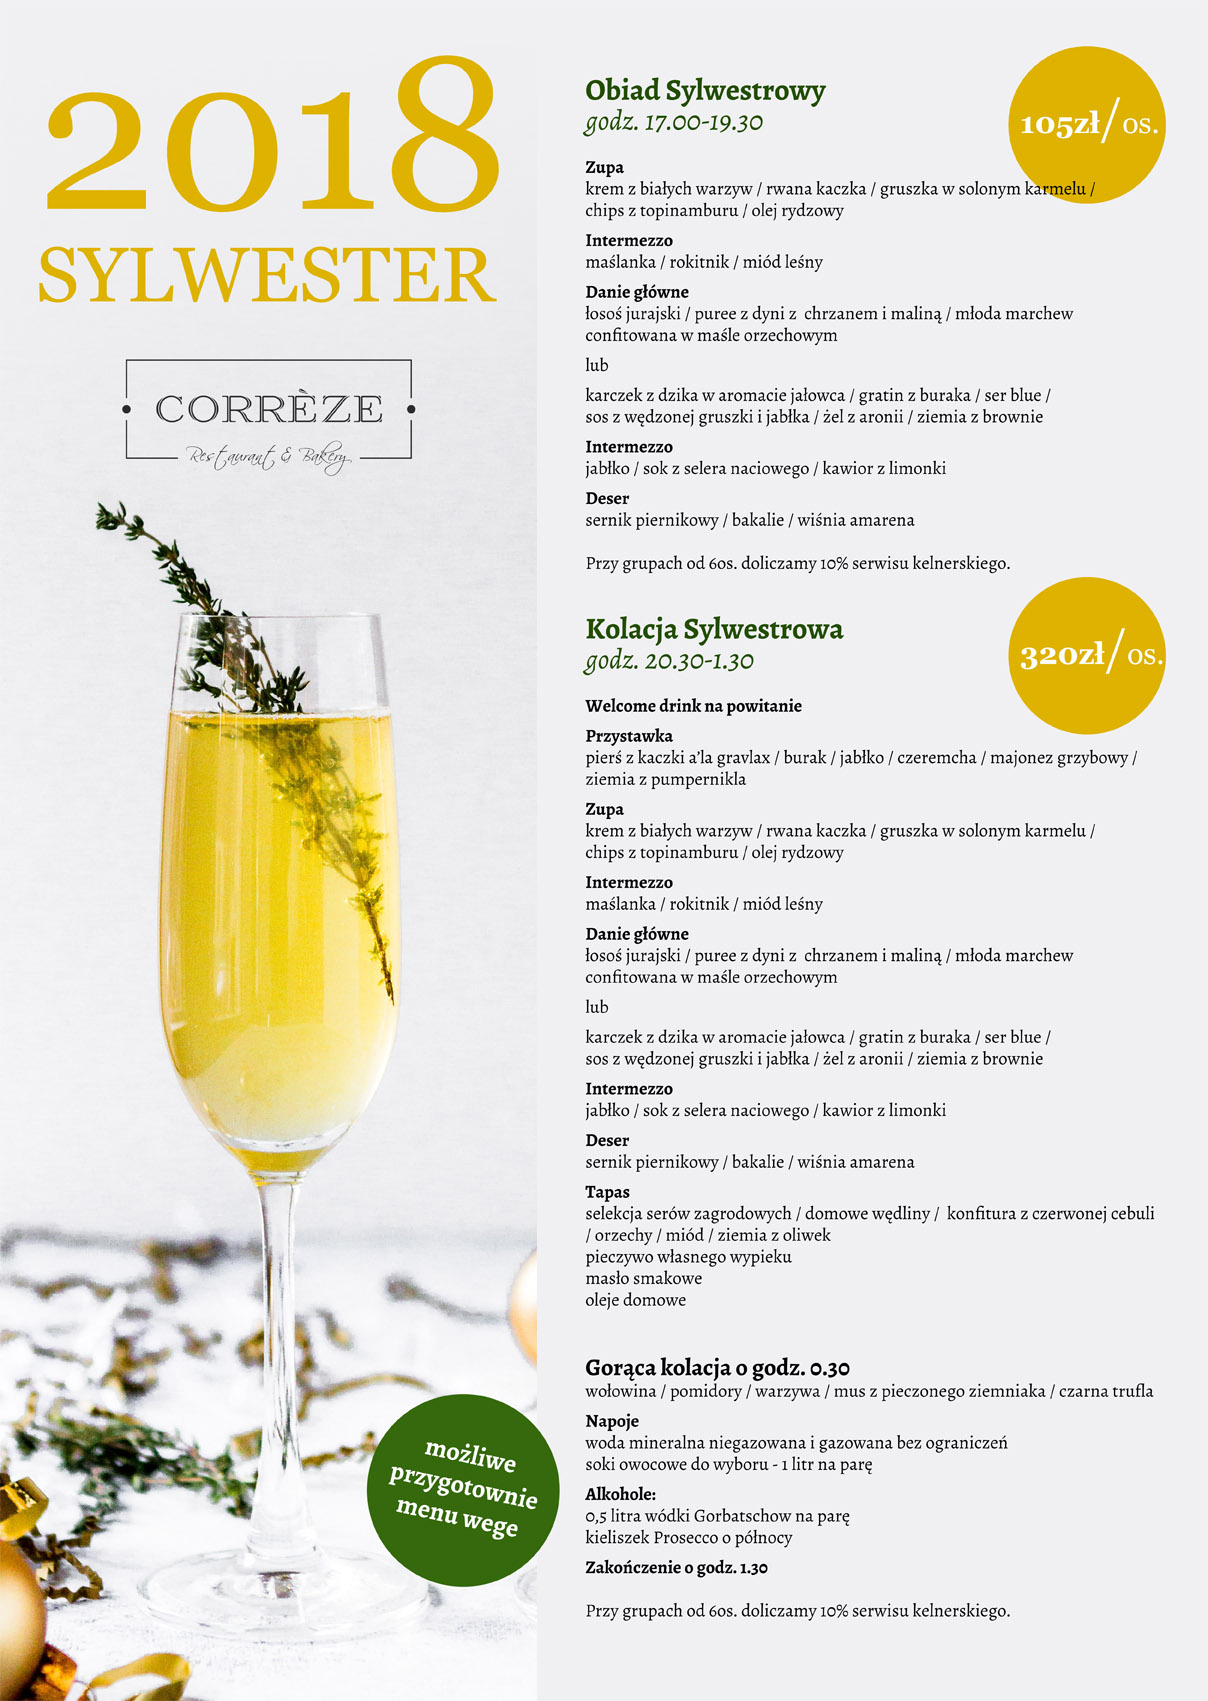 2018
SYLWESTER
CORRÈZE
Restaurant & Bakery
możliwe
przygotownie
menu wege
Obiad Sylwestrowy
godz. 17.00-19.30
105zł/os.
Zupa
krem z białych warzyw / rwana kaczka / gruszka w solonym karmelu /
chips z topinamburu / olej rydzowy
Intermezzo
maślanka / rokitnik / miód leśny
Danie główne
łosoś jurajski / puree z dyni z chrzanem i maliną / młoda marchew
confitowana w maśle orzechowym
lub
karczek z dzika w aromacie jałowca / gratin z buraka / ser blue /
sos z wędzonej gruszki i jabłka / żel z aronii / ziemia z brownie
Intermezzo
jabłko / sok z selera naciowego / kawior z limonki
Deser
sernik piernikowy / bakalie / wiśnia amarena
Przy grupach od 6os. doliczamy 10% serwisu kelnerskiego.
Kolacja Sylwestrowa
godz. 20.30-1.30
320zł/os.
Welcome drink na powitanie
Przystawka
pierś z kaczki a'la gravlax / burak / jabłko / czeremcha / majonez grzybowy /
ziemia z pumpernikla
Zupa
krem z białych warzyw / rwana kaczka / gruszka w solonym karmelu /
chips z topinamburu / olej rydzowy
Intermezzo
maślanka / rokitnik / miód leśny
Danie główne
łosoś jurajski / puree z dyni z chrzanem i maliną / młoda marchew
confitowana w maśle orzechowym
lub
karczek z dzika w aromacie jałowca / gratin z buraka / ser blue /
sos z wędzonej gruszki i jabłka / żel z aronii / ziemia z brownie
Intermezzo
jabłko / sok z selera naciowego / kawior z limonki
Deser
sernik piernikowy / bakalie / wiśnia amarena
Tapas
selekcja serów zagrodowych / domowe wędliny / konfitura z czerwonej cebuli
/ orzechy / miód / ziemia z oliwek
pieczywo własnego wypieku
masło smakowe
oleje domowe
Gorąca kolacja o godz. 0.30
wołowina / pomidory / warzywa / mus z pieczonego ziemniaka / czarna trufla
Napoje
woda mineralna niegazowana i gazowana bez ograniczeń
soki owocowe do wyboru - 1 litr na parę
Alkohole:
0,5 litra wódki Gorbatschow na parę
kieliszek Prosecco o północy
Zakończenie o godz. 1.30
Przy grupach od 6os. doliczamy 10% serwisu kelnerskiego.